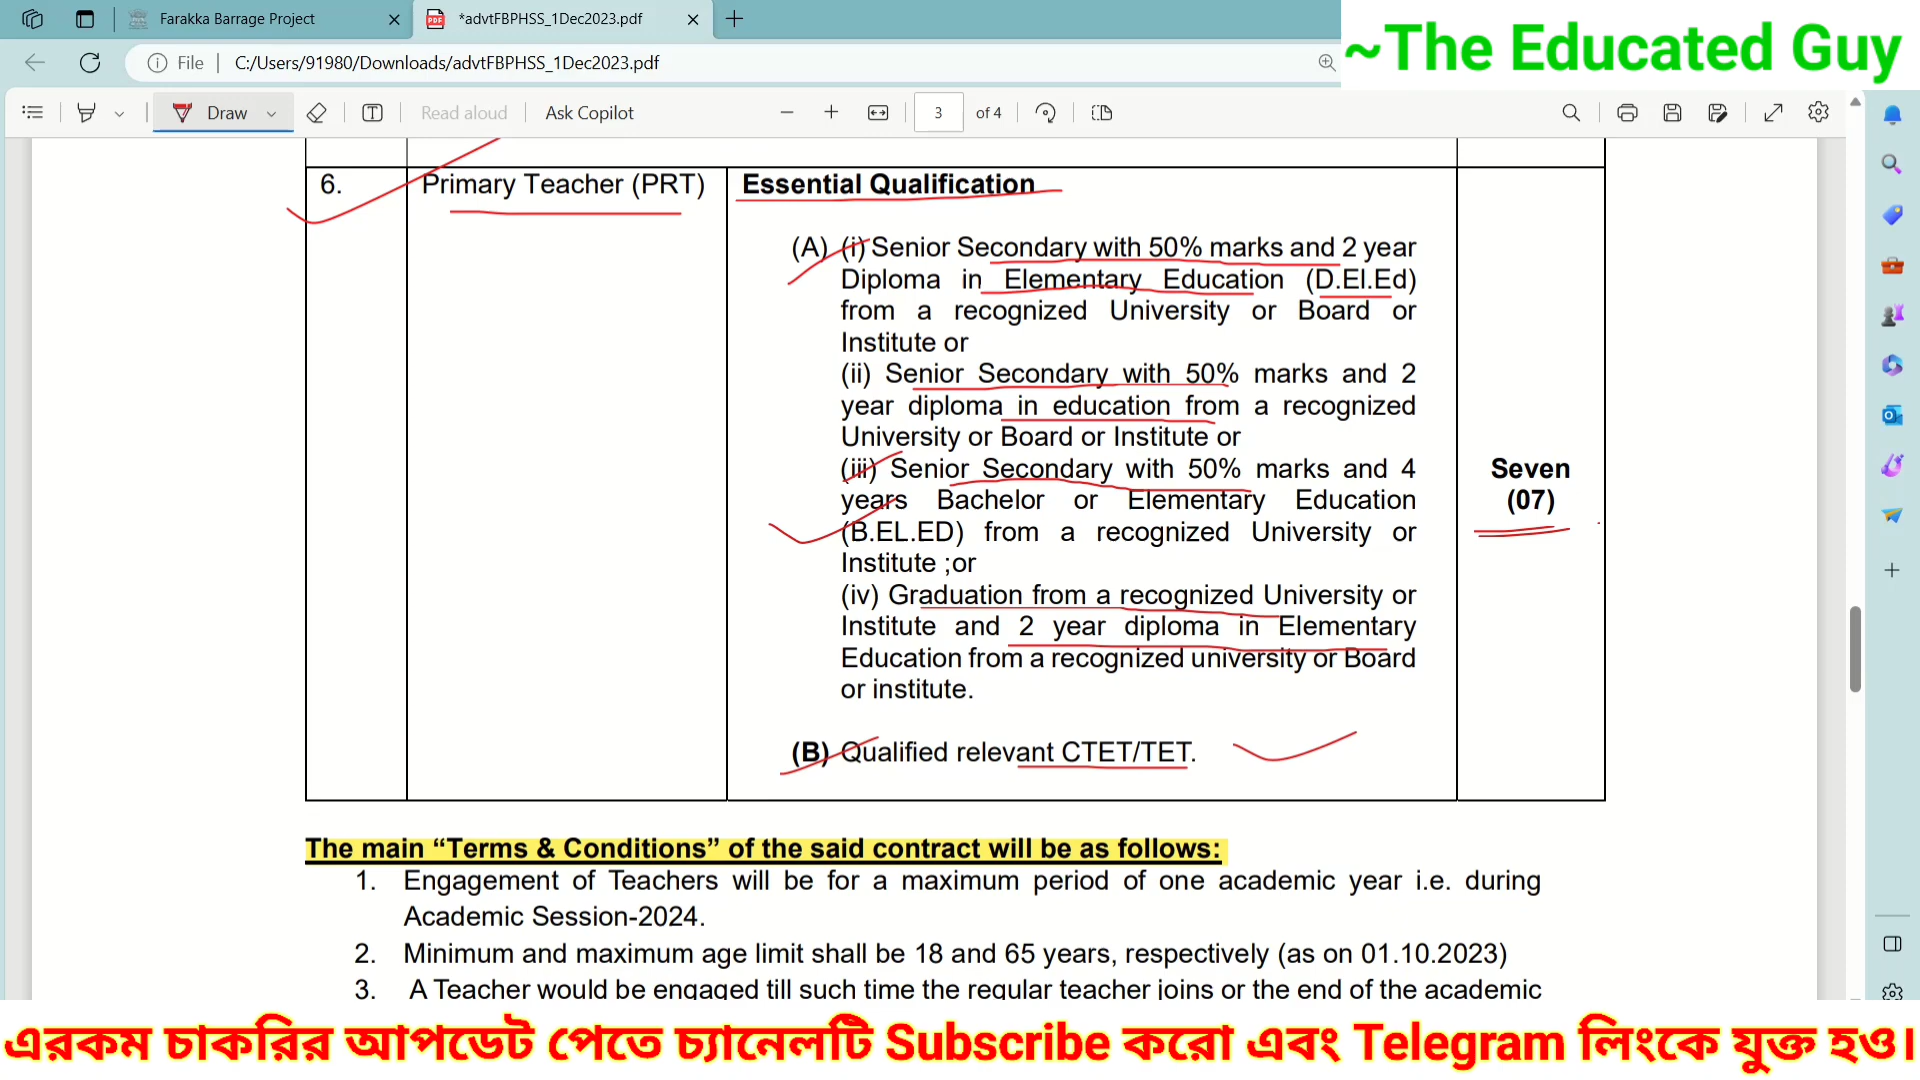 Farakka Barrage Project
*advtFBPHSS_1Dec2023.pdf
~The Educated Guy
File
C:/Users/91980/Downloads/advtFBPHSS_1Dec2023.pdf
Draw
Read aloud
Ask Copilot
3
of 4
6.
Primary Teacher (PRT)
Essential Qualification
(A) (i) Senior Secondary with 50% marks and 2 year
Diploma in Elementary Education (D.El.Ed)
from a recognized University or Board or
Institute or
(ii) Senior Secondary with 50% marks and 2
year diploma in education from a recognized
University or Board or Institute or
(iii) Senior Secondary with 50% marks and 4
years Bachelor or Elementary Education
(B.EL.ED) from a recognized University or
Institute ;or
(iv) Graduation from a recognized University or
Institute and 2 year diploma in Elementary
Education from a recognized university or Board
or institute.
(B) Qualified relevant CTET/TET.
Seven
(07)
The main “Terms & Conditions” of the said contract will be as follows:
1. Engagement of Teachers will be for a maximum period of one academic year i.e. during
Academic Session-2024.
2. Minimum and maximum age limit shall be 18 and 65 years, respectively (as on 01.10.2023)
3. A Teacher would be engaged till such time the regular teacher joins or the end of the academic
এরকম চাকরির আপডেট পেতে চ্যানেলটি Subscribe করো এবং Telegram লিংকে যুক্ত হও।